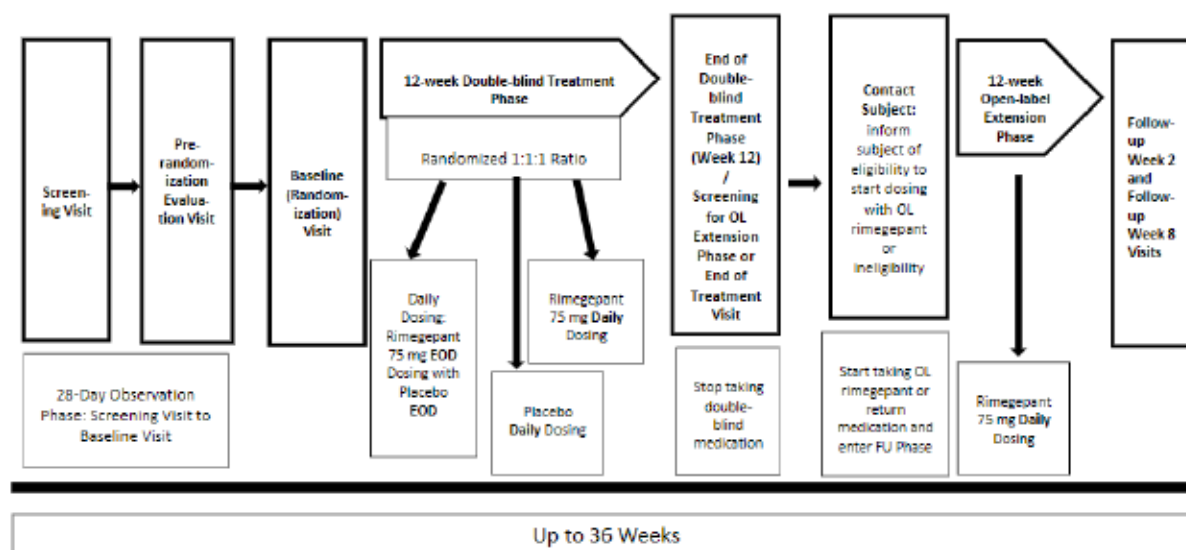 Screen-
ing Visit
Pre-
random-
ization
Evalua-
tion Visit
Baseline
(Random-
ization)
Visit
28-Day Observation
Phase: Screening Visit to
Baseline Visit
12-week Double-blind Treatment
Phase
Randomized 1:1:1 Ratio
Daily
Dosing:
Rimegepant
75 mg EOD
Dosing with
Placebo
EOD
Placebo
Daily Dosing
Rimegepant
75 mg Daily
Dosing
End of
Double-
blind
Treatment
Phase
(Week 12)
/
Screening
for OL
Extension
Phase or
End of
Treatment
Visit
Stop taking
double-
blind
medication
Contact
Subject:
inform
subject of
eligibility to
start dosing
with OL
rimegepant
or
ineligibility
Start taking OL
rimegepant or
return
medication and
enter FU Phase
12-week
Open-label
Extension
Phase
Rimegepant
75 mg Daily
Dosing
Follow-
up
Week 2
and
Follow-
up
Week 8
Visits
Up to 36 Weeks